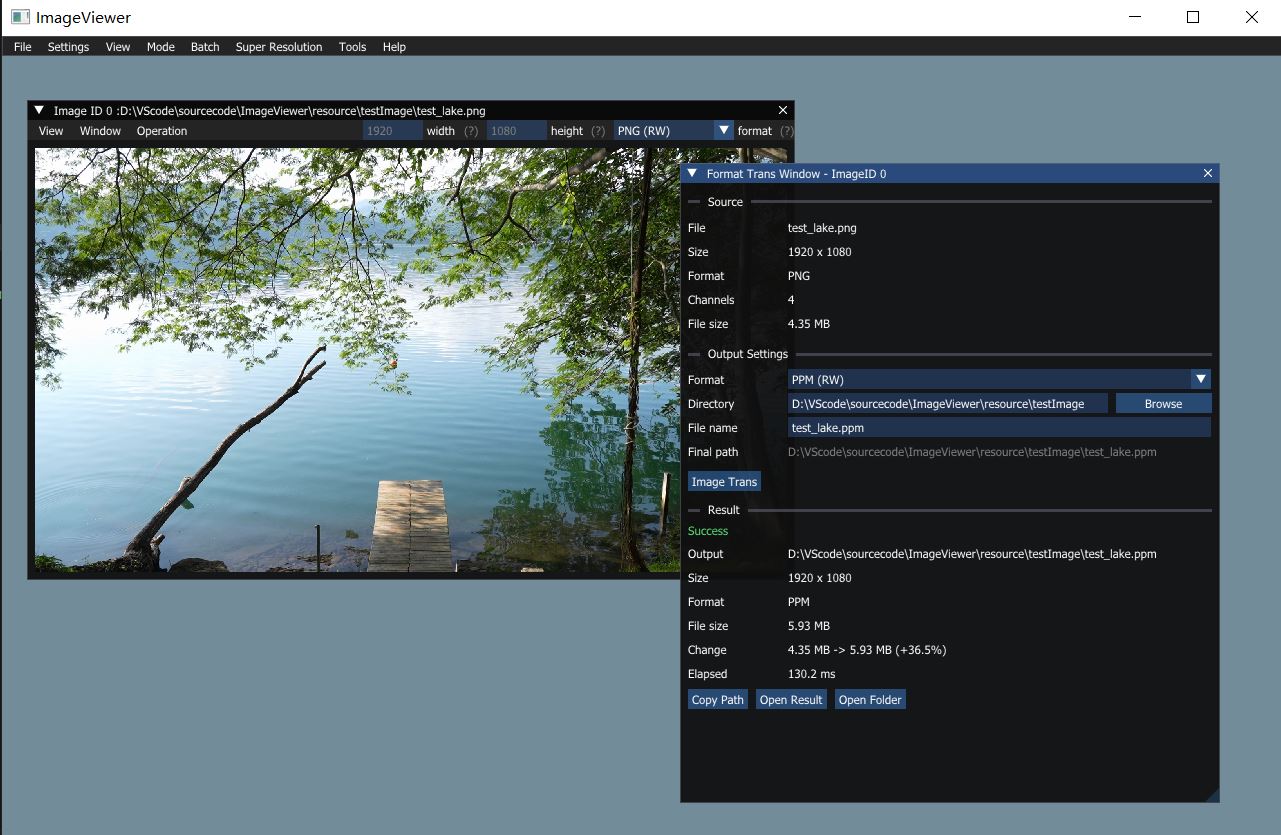 ImageViewer
File Settings View Mode Batch Super Resolution Tools Help
Image ID 0 :D:\VScode\sourcecode\ImageViewer\resource\testImage\test_lake.png
View Window Operation 1920 width (?) 1080 height (?) PNG (RW) format (?)
Format Trans Window - ImageID 0
Source
File test_lake.png
Size 1920 x 1080
Format PNG
Channels 4
File size 4.35 MB
Output Settings
Format PPM (RW)
Directory D:\VScode\sourcecode\ImageViewer\resource\testImage Browse
File name test_lake.ppm
Final path D:\VScode\sourcecode\ImageViewer\resource\testImage\test_lake.ppm
Image Trans
Result
Success
Output D:\VScode\sourcecode\ImageViewer\resource\testImage\test_lake.ppm
Size 1920 x 1080
Format PPM
File size 5.93 MB
Change 4.35 MB -> 5.93 MB (+36.5%)
Elapsed 130.2 ms
Copy Path Open Result Open Folder